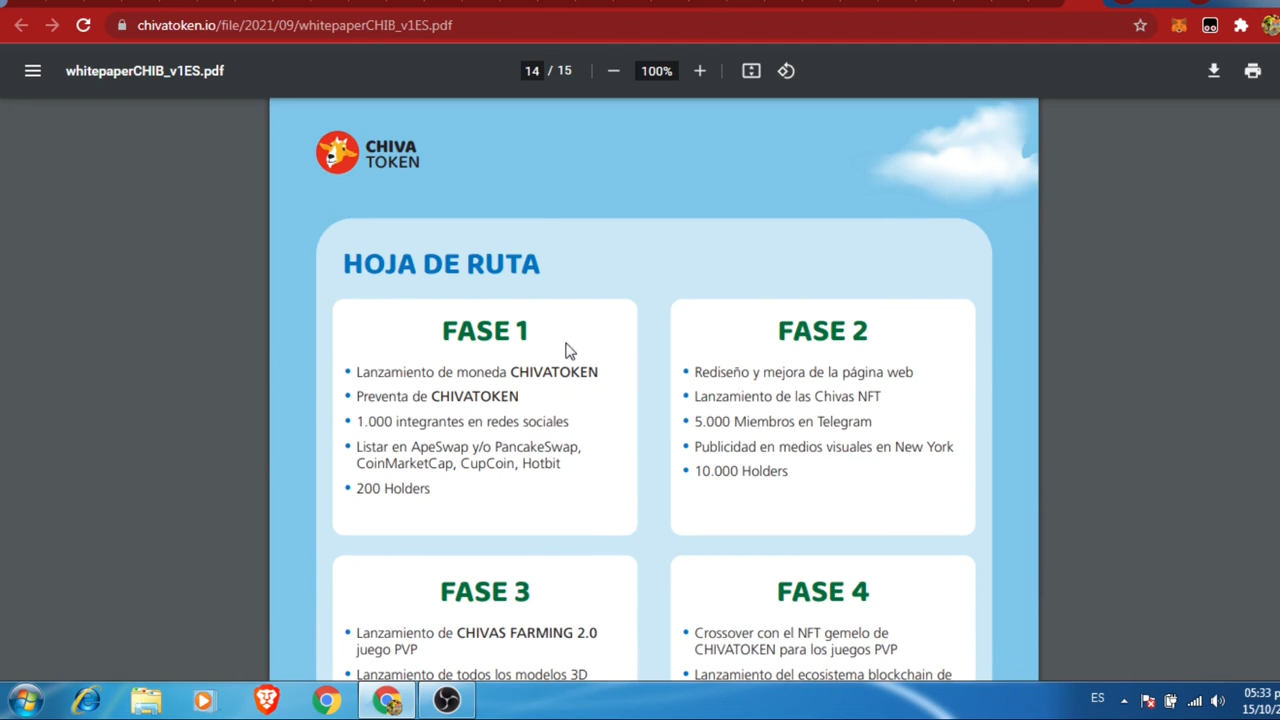 chivatoken.io/file/2021/09/whitepaperCHIB_v1ES.pdf
whitepaperCHIB_v1ES.pdf
14 / 15
100%
CHIVA
TOKEN
HOJA DE RUTA
FASE 1
• Lanzamiento de moneda CHIVATOKEN
• Preventa de CHIVATOKEN
• 1.000 integrantes en redes sociales
• Listar en ApeSwap y/o PancakeSwap,
CoinMarketCap, CupCoin, Hotbit
• 200 Holders
FASE 2
• Rediseño y mejora de la página web
• Lanzamiento de las Chivas NFT
• 5.000 Miembros en Telegram
• Publicidad en medios visuales en New York
• 10.000 Holders
FASE 3
• Lanzamiento de CHIVAS FARMING 2.0
juego PVP
• Lanzamiento de todos los modelos 3D
FASE 4
• Crossover con el NFT gemelo de
CHIVATOKEN para los juegos PVP
• Lanzamiento del ecosistema blockchain de
ES
05:33 p
15/10/2